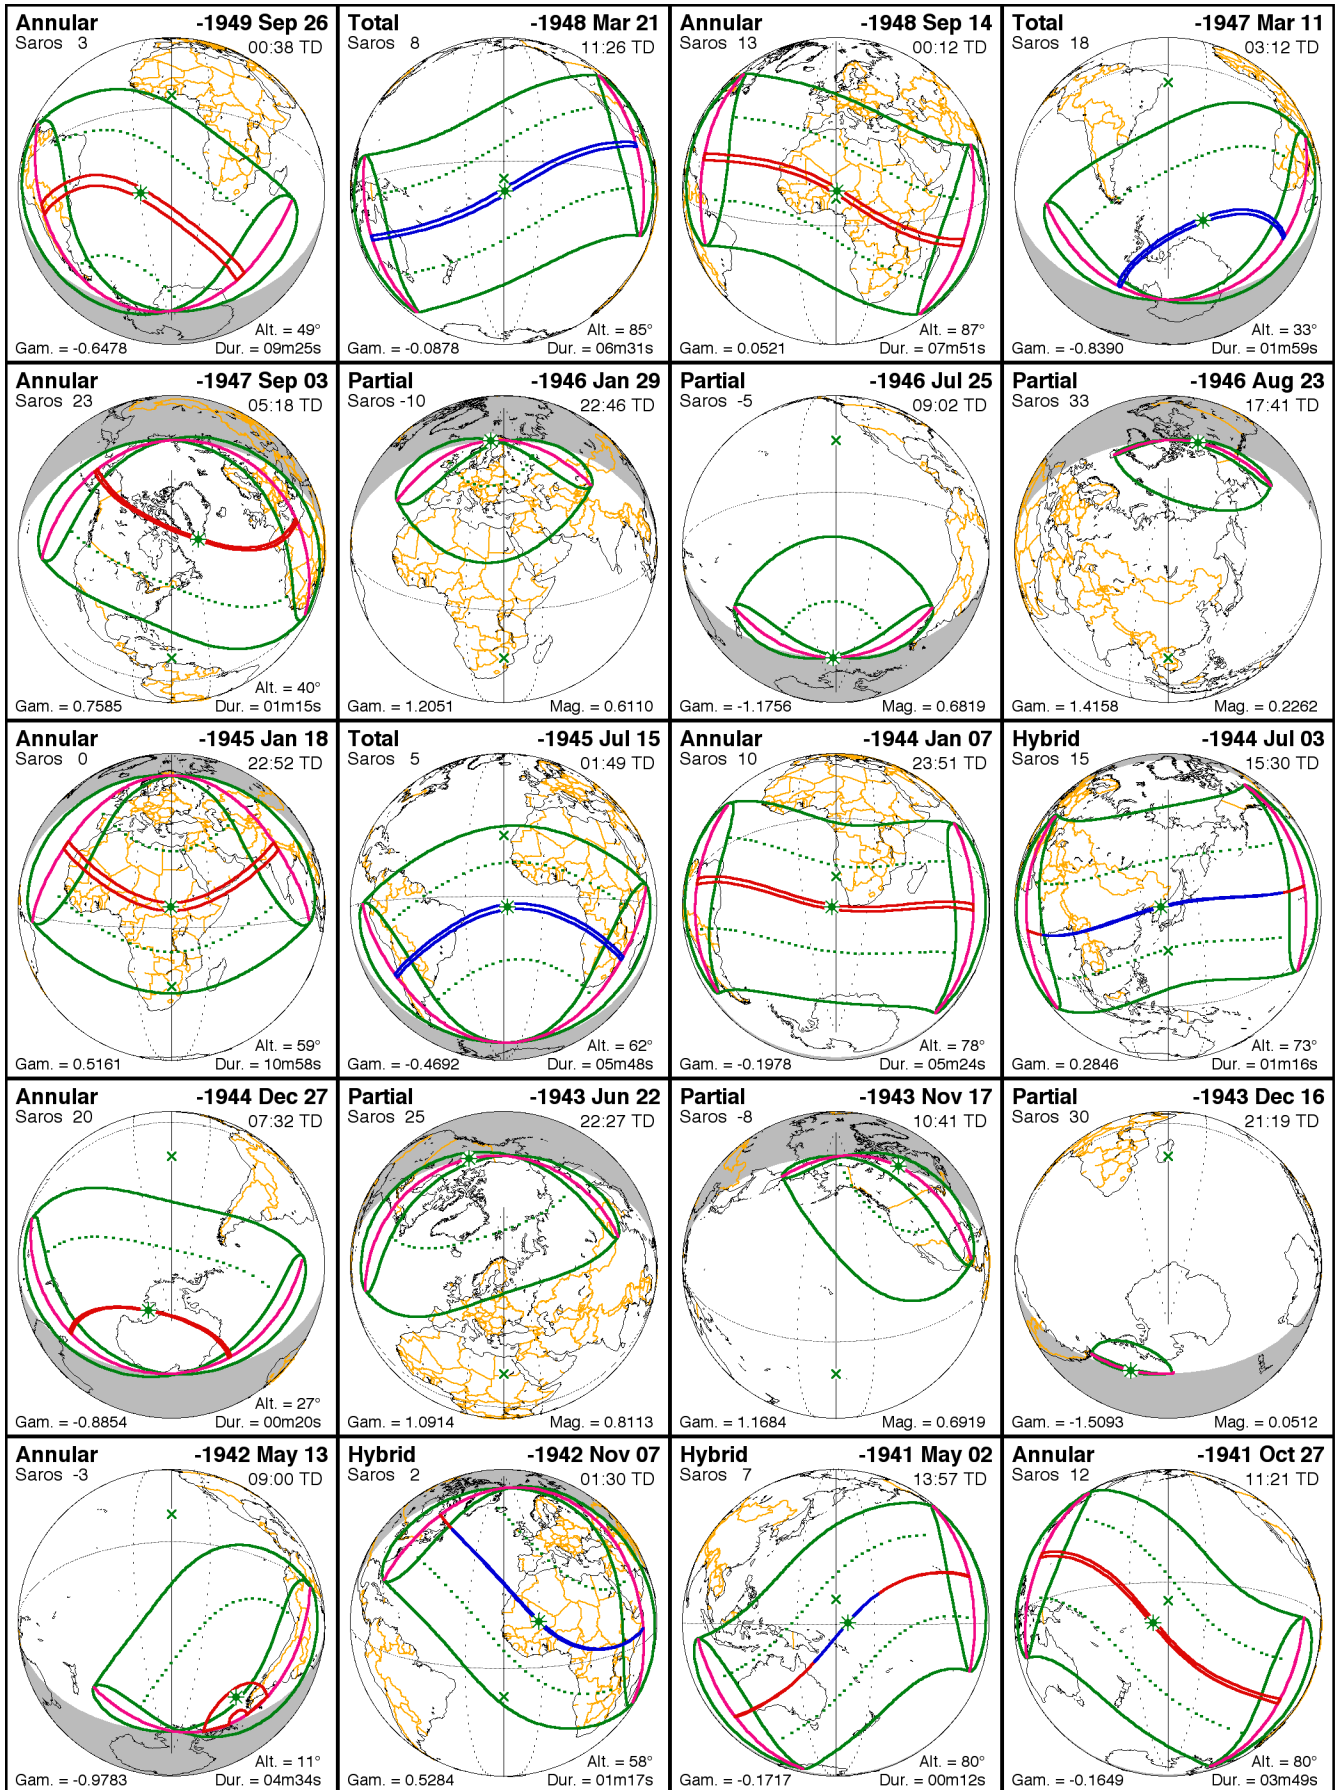 Annular -1949 Sep 26
Saros 3 00:38 TD
Alt. = 49°
Gam. = -0.6478 Dur. = 09m25s
Total -1948 Mar 21
Saros 8 11:26 TD
Alt. = 85°
Gam. = -0.0878 Dur. = 06m31s
Annular -1948 Sep 14
Saros 13 00:12 TD
Alt. = 87°
Gam. = 0.0521 Dur. = 07m51s
Total -1947 Mar 11
Saros 18 03:12 TD
Alt. = 33°
Gam. = -0.8390 Dur. = 01m59s
Annular -1947 Sep 03
Saros 23 05:18 TD
Alt. = 40°
Gam. = 0.7585 Dur. = 01m15s
Partial -1946 Jan 29
Saros -10 22:46 TD
Gam. = 1.2051 Mag. = 0.6110
Partial -1946 Jul 25
Saros -5 09:02 TD
Gam. = -1.1756 Mag. = 0.6819
Partial -1946 Aug 23
Saros 33 17:41 TD
Gam. = 1.4158 Mag. = 0.2262
Annular -1945 Jan 18
Saros 0 22:52 TD
Alt. = 59°
Gam. = 0.5161 Dur. = 10m58s
Total -1945 Jul 15
Saros 5 01:49 TD
Alt. = 62°
Gam. = -0.4692 Dur. = 05m48s
Annular -1944 Jan 07
Saros 10 23:51 TD
Alt. = 78°
Gam. = -0.1978 Dur. = 05m24s
Hybrid -1944 Jul 03
Saros 15 15:30 TD
Alt. = 73°
Gam. = 0.2846 Dur. = 01m16s
Annular -1944 Dec 27
Saros 20 07:32 TD
Alt. = 27°
Gam. = -0.8854 Dur. = 00m20s
Partial -1943 Jun 22
Saros 25 22:27 TD
Gam. = 1.0914 Mag. = 0.8113
Partial -1943 Nov 17
Saros -8 10:41 TD
Gam. = 1.1684 Mag. = 0.6919
Partial -1943 Dec 16
Saros 30 21:19 TD
Gam. = -1.5093 Mag. = 0.0512
Annular -1942 May 13
Saros -3 09:00 TD
Alt. = 11°
Gam. = -0.9783 Dur. = 04m34s
Hybrid -1942 Nov 07
Saros 2 01:30 TD
Alt. = 58°
Gam. = 0.5284 Dur. = 01m17s
Hybrid -1941 May 02
Saros 7 13:57 TD
Alt. = 80°
Gam. = -0.1717 Dur. = 00m12s
Annular -1941 Oct 27
Saros 12 11:21 TD
Alt. = 80°
Gam. = -0.1649 Dur. = 03m49s